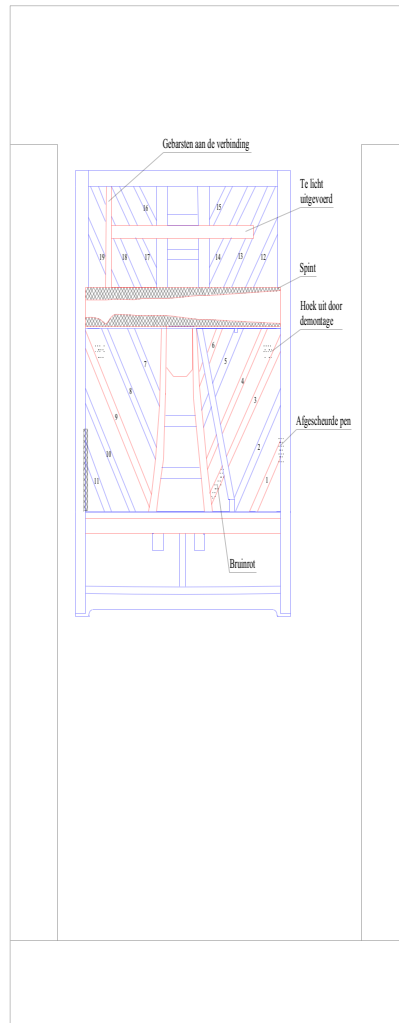 Gebarsten aan de verbinding
Te licht
uitgevoerd
16
15
19
18
17
14
13
12
Spint
Hoek uit door
demontage
6
7
5
4
8
3
9
Afgescheurde pen
2
10
11
1
Bruinrot